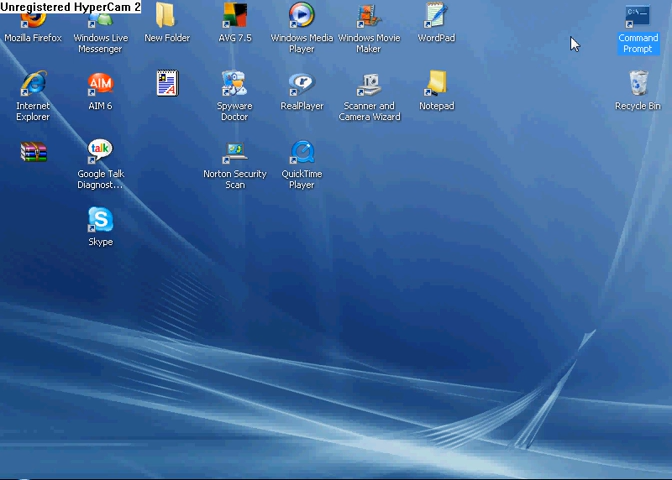 Unregistered HyperCam 2
Mozilla Firefox
Windows Live
Messenger
New Folder
AVG 7.5
Windows Media
Player
Windows Movie
Maker
WordPad
C:\
Command
Prompt
Internet
Explorer
AIM
AIM 6
Spyware
Doctor
RealPlayer
Scanner and
Camera Wizard
Notepad
Recycle Bin
talk
Google Talk
Diagnost...
Norton Security
Scan
QuickTime
Player
S
Skype